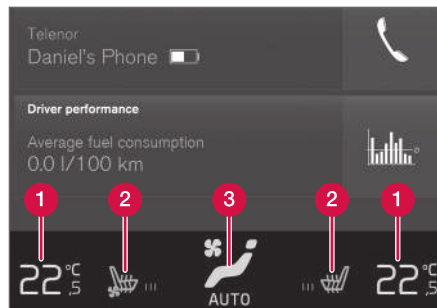 Telenor
Daniel's Phone
Driver performance
Average fuel consumption
0.0 l/100 km
1 2 3 2 1
22°C,5 22°C,5
AUTO